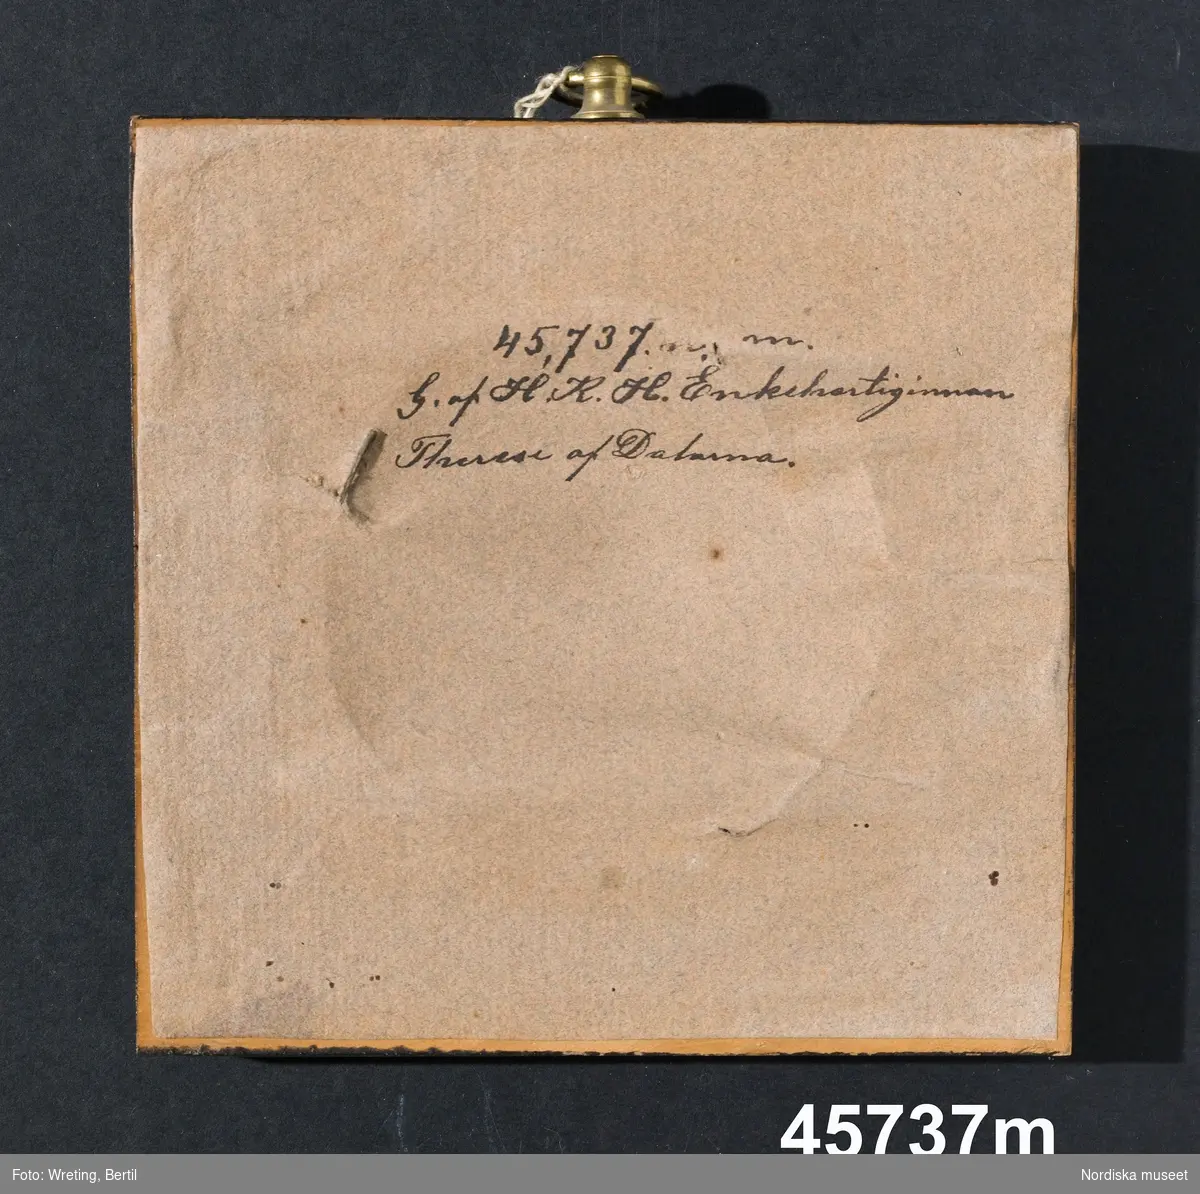 45,737. m.
G. af H. K. H. Enkehertiginnan
Therese af Dalarna.
45737m
Foto: Wreting, Bertil
Nordiska museet